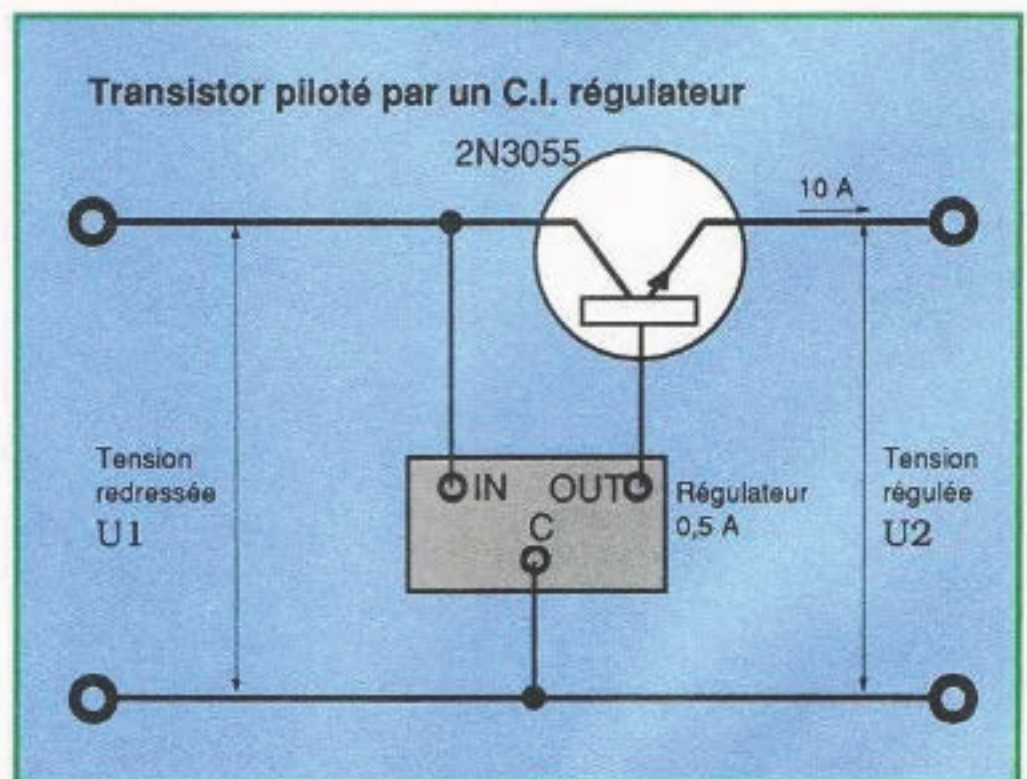 Transistor piloté par un C.I. régulateur
2N3055
10 A
Tension
redressée
U1
IN
OUT
C
Régulateur
0,5 A
Tension
régulée
U2